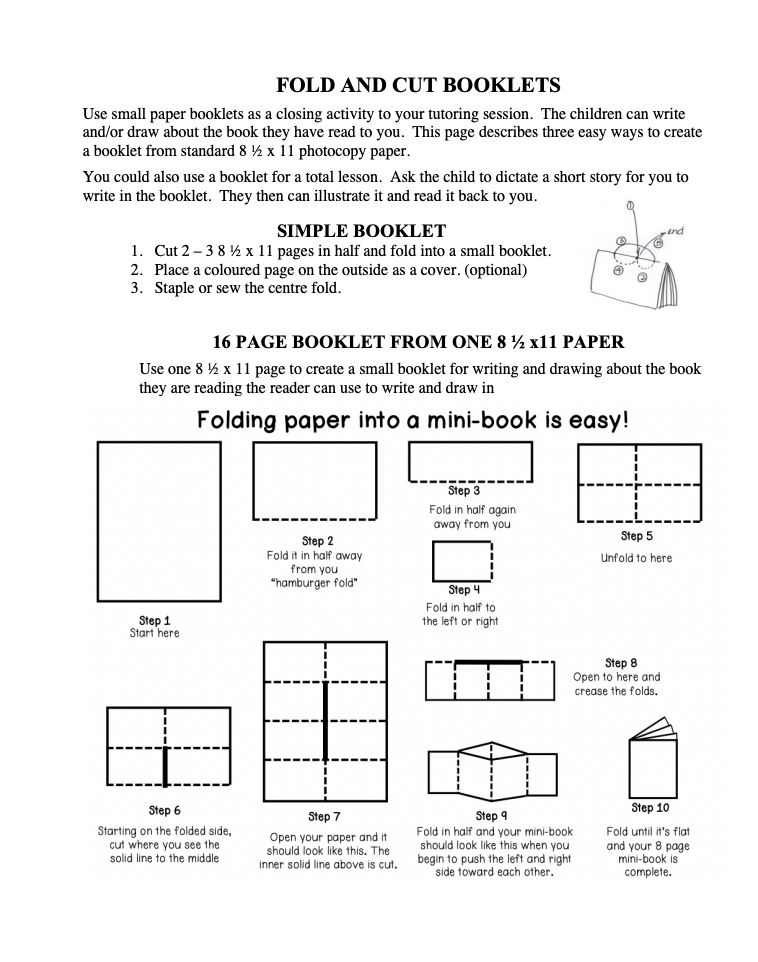 FOLD AND CUT BOOKLETS
Use small paper booklets as a closing activity to your tutoring session.  The children can write
and/or draw about the book they have read to you.  This page describes three easy ways to create
a booklet from standard 8 ½ x 11 photocopy paper.
You could also use a booklet for a total lesson.  Ask the child to dictate a short story for you to
write in the booklet.  They then can illustrate it and read it back to you.
SIMPLE BOOKLET
1. Cut 2 – 3 8 ½ x 11 pages in half and fold into a small booklet.
2. Place a coloured page on the outside as a cover. (optional)
3. Staple or sew the centre fold.
①
③
⑤
end
④
②
16 PAGE BOOKLET FROM ONE 8 ½ x11 PAPER
Use one 8 ½ x 11 page to create a small booklet for writing and drawing about the book
they are reading the reader can use to write and draw in
Folding paper into a mini-book is easy!
Step 1
Start here
Step 2
Fold it in half away
from you
“hamburger fold”
Step 3
Fold in half again
away from you
Step 4
Fold in half to
the left or right
Step 5
Unfold to here
Step 6
Starting on the folded side,
cut where you see the
solid line to the middle
Step 7
Open your paper and it
should look like this. The
inner solid line above is cut.
Step 8
Open to here and
crease the folds.
Step 9
Fold in half and your mini-book
should look like this when you
begin to push the left and right
side toward each other.
Step 10
Fold until it's flat
and your 8 page
mini-book is
complete.